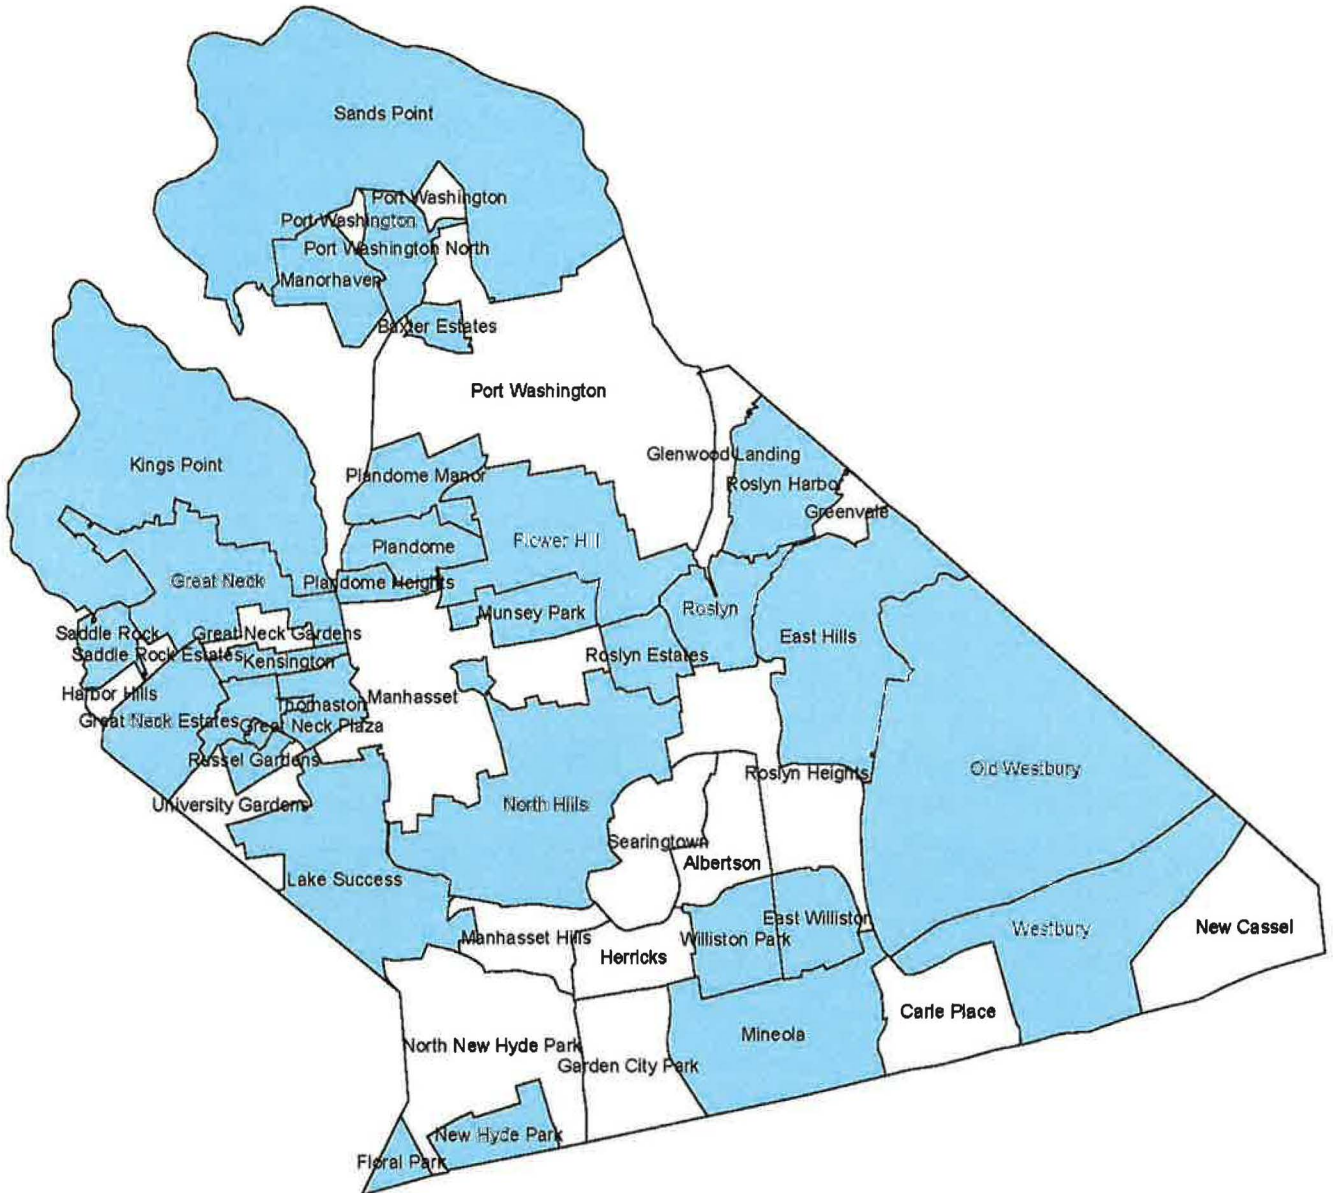 Sands Point
Port Washington
Port Washington
Port Washington North
Manorhaven
Baxter Estates
Port Washington
Glenwood Landing
Kings Point
Plandome Manor
Roslyn Harbo
Greenvale
Flower Hill
Plandome
Great Neck
Plandome Heights
Munsey Park
Roslyn
Saddle Rock
Great Neck Gardens
East Hills
Saddle Rock Estates
Kensington
Roslyn Estates
Harbor Hills
Thomaston
Manhasset
Great Neck Estates
Great Neck Plaza
Russel Gardens
Roslyn Heights
Old Westbury
University Gardens
North Hills
Searingtown
Albertson
Lake Success
East Williston
Westbury
New Cassel
Manhasset Hills
Williston Park
Herricks
Carle Place
Mineola
North New Hyde Park
Garden City Park
New Hyde Park
Floral Park